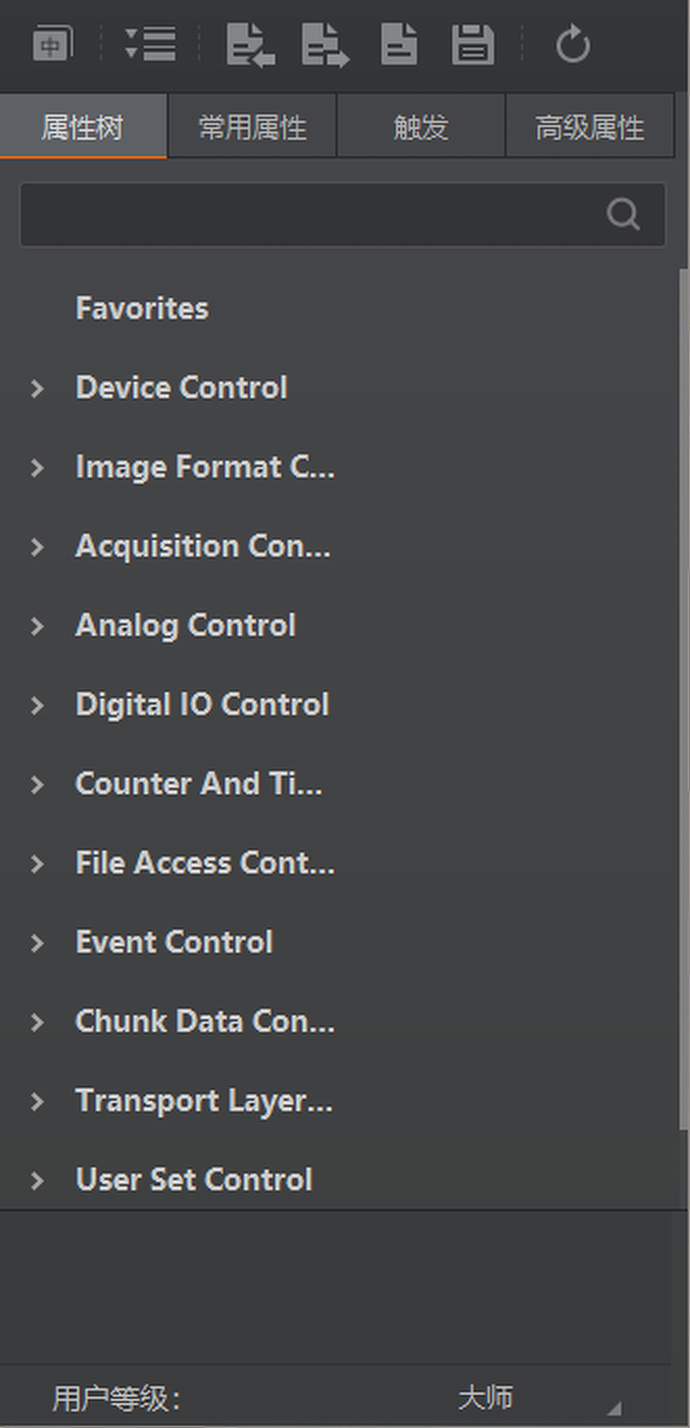 中
属性树 常用属性 触发 高级属性
Favorites
Device Control
Image Format C...
Acquisition Con...
Analog Control
Digital IO Control
Counter And Ti...
File Access Cont...
Event Control
Chunk Data Con...
Transport Layer...
User Set Control
用户等级： 大师